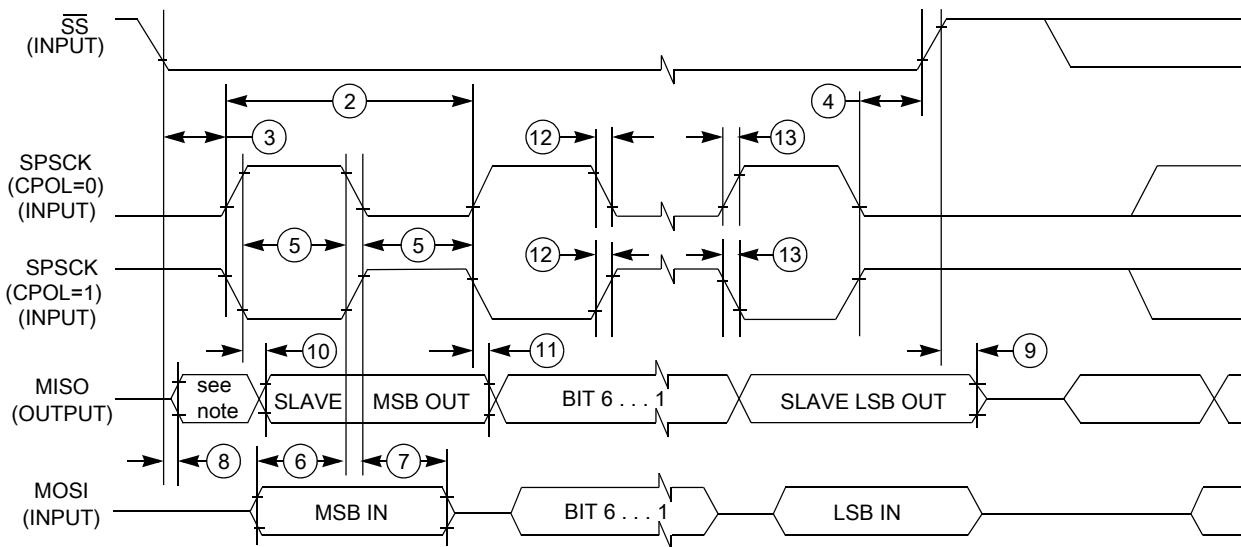 SS
(INPUT)
2
4
3
12
13
SPSCK
(CPOL=0)
(INPUT)
5
5
12
13
SPSCK
(CPOL=1)
(INPUT)
10
11
9
MISO
(OUTPUT)
see
note
SLAVE
MSB OUT
BIT 6 . . . 1
SLAVE LSB OUT
8
6
7
MOSI
(INPUT)
MSB IN
BIT 6 . . . 1
LSB IN